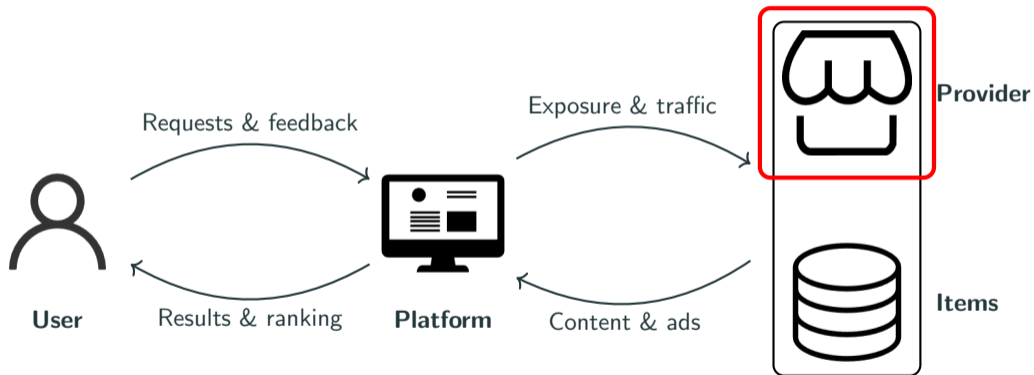 Provider
Exposure & traffic
Requests & feedback
Items
User
Results & ranking
Platform
Content & ads